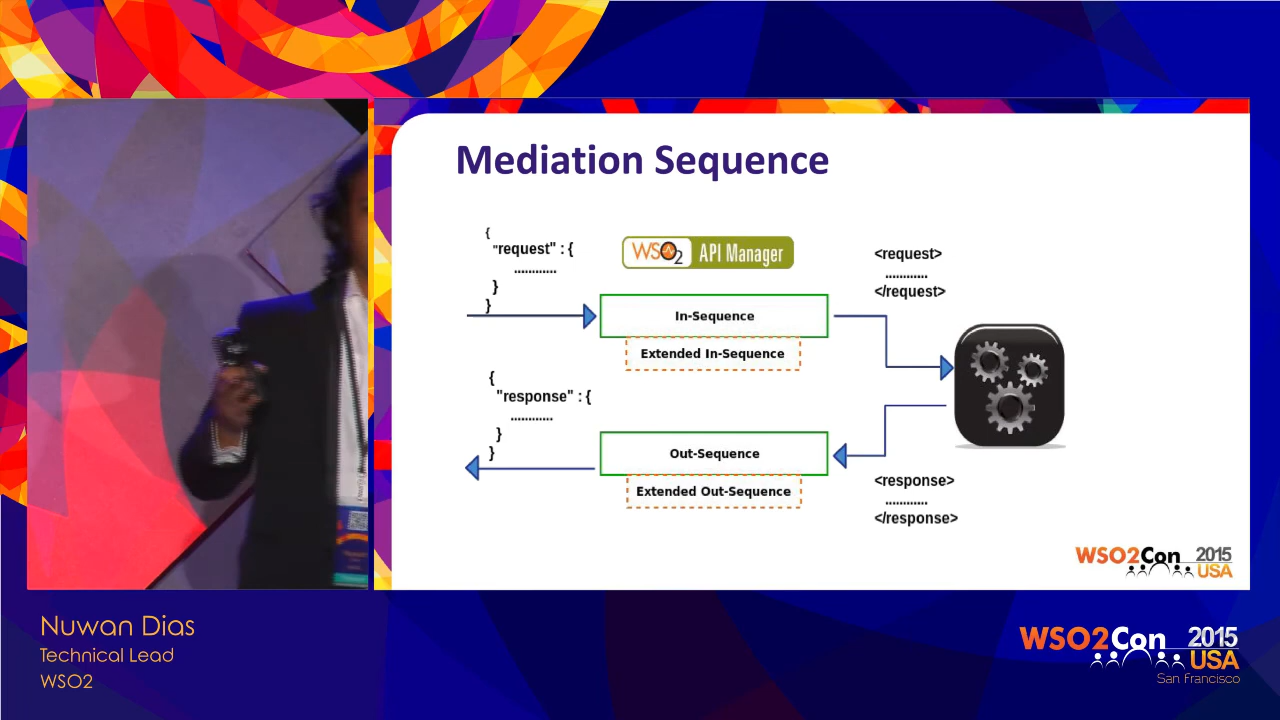 Mediation Sequence
{
"request" : {
............
}
}
WSO2 API Manager
<request>
............
</request>
In-Sequence
Extended In-Sequence
{
"response" : {
............
}
}
Out-Sequence
Extended Out-Sequence
<response>
............
</response>
WSO2Con 2015
USA
Nuwan Dias
Technical Lead
WSO2
WSO2Con 2015
USA
San Francisco